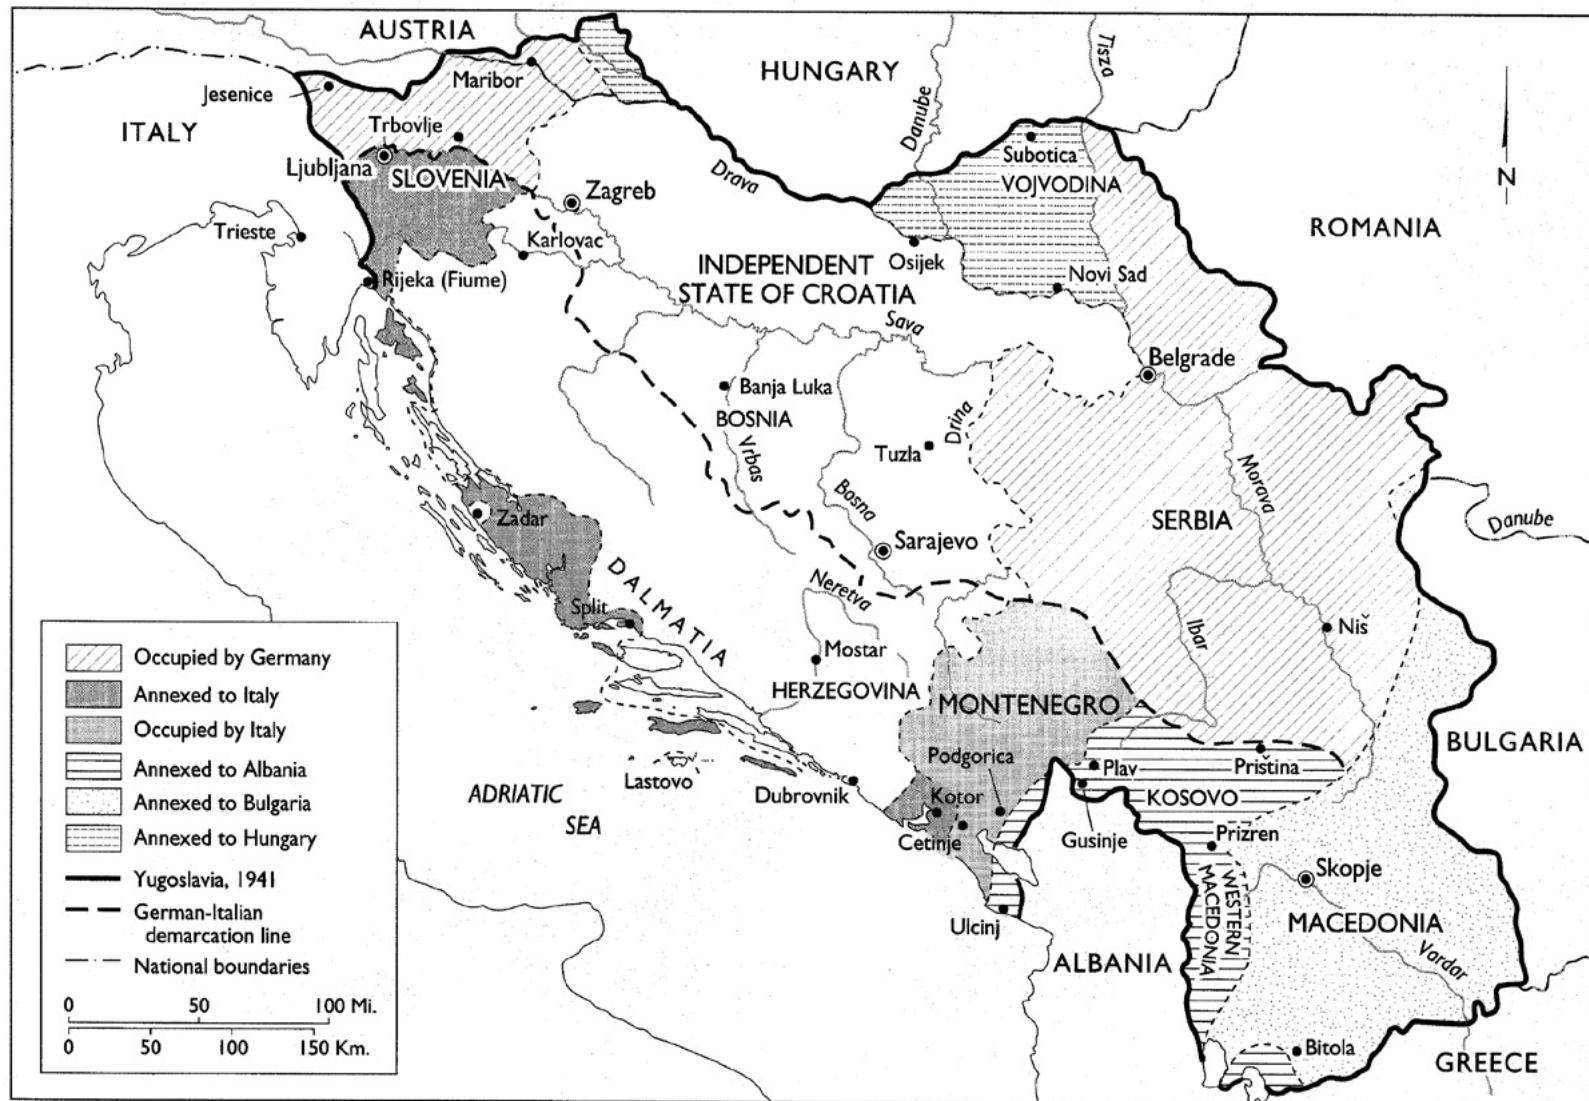 AUSTRIA
HUNGARY
Tisza
Danube
Maribor
Jesenice
ITALY
Trbovlje
Ljubljana
SLOVENIA
Subotica
VOJVODINA
N
Drava
Zagreb
Trieste
Karlovac
Osijek
ROMANIA
Rijeka (Fiume)
INDEPENDENT
STATE OF CROATIA
Novi Sad
Sava
Belgrade
Banja Luka
BOSNIA
Drina
Vrbas
Tuzla
Morava
Bosna
Zadar
SERBIA
Danube
Sarajevo
DALMATIA
Neretva
Split
Ibar
Niš
Mostar
HERZEGOVINA
MONTENEGRO
BULGARIA
Podgorica
Plav
Priština
Lastovo
Dubrovnik
KOSOVO
ADRIATIC
SEA
Kotor
Cetinje
Gusinje
Prizren
Skopje
WESTERN
MACEDONIA
MACEDONIA
Ulcinj
ALBANIA
Vardar
Bitola
GREECE
Occupied by Germany
Annexed to Italy
Occupied by Italy
Annexed to Albania
Annexed to Bulgaria
Annexed to Hungary
Yugoslavia, 1941
German-Italian
demarcation line
National boundaries
0 50 100 Mi.
0 50 100 150 Km.